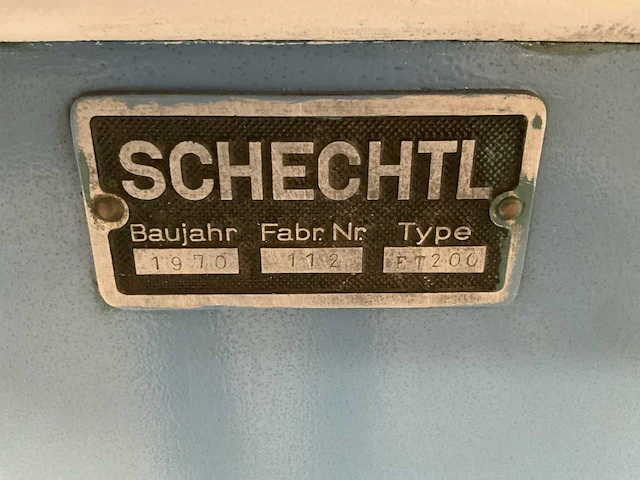 SCHECHTL
Baujahr Fabr. Nr. Type
1970 112 FT200